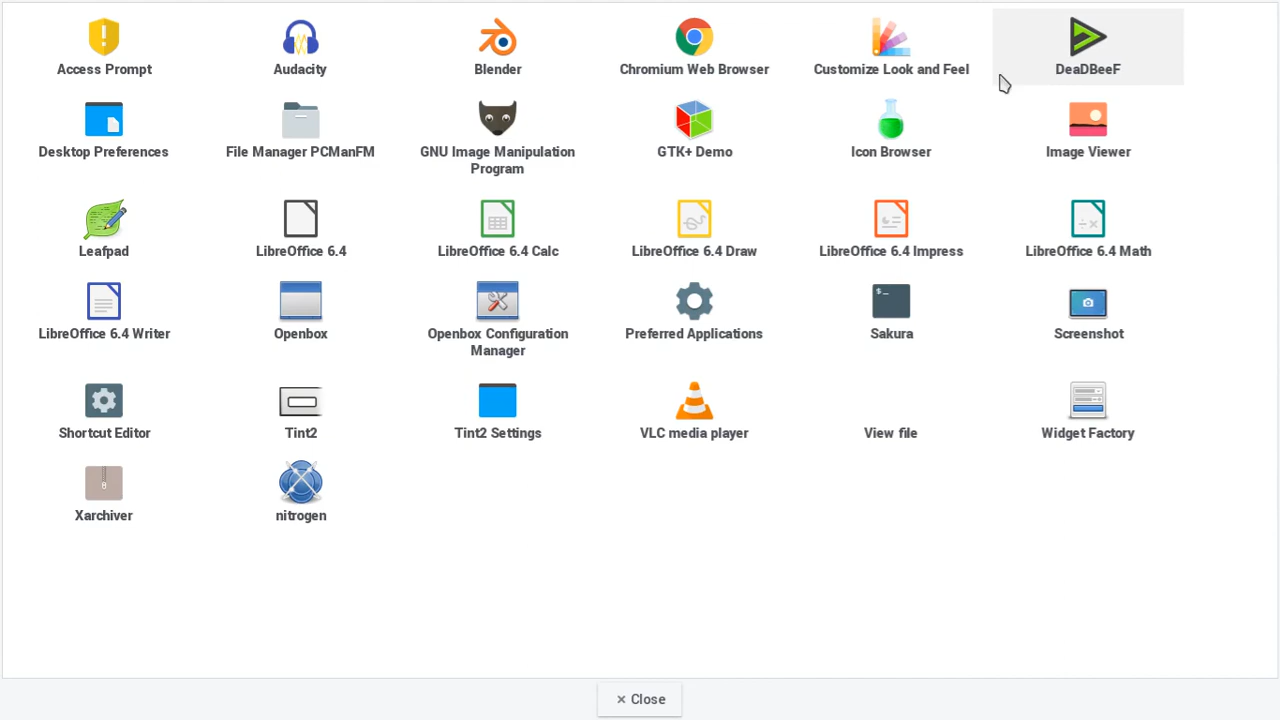 Access Prompt
Audacity
Blender
Chromium Web Browser
Customize Look and Feel
DeaDBeeF
Desktop Preferences
File Manager PCManFM
GNU Image Manipulation
Program
GTK+ Demo
Icon Browser
Image Viewer
Leafpad
LibreOffice 6.4
LibreOffice 6.4 Calc
LibreOffice 6.4 Draw
LibreOffice 6.4 Impress
LibreOffice 6.4 Math
LibreOffice 6.4 Writer
Openbox
Openbox Configuration
Manager
Preferred Applications
$_
Sakura
Screenshot
Shortcut Editor
Tint2
Tint2 Settings
VLC media player
View file
Widget Factory
Xarchiver
nitrogen
× Close